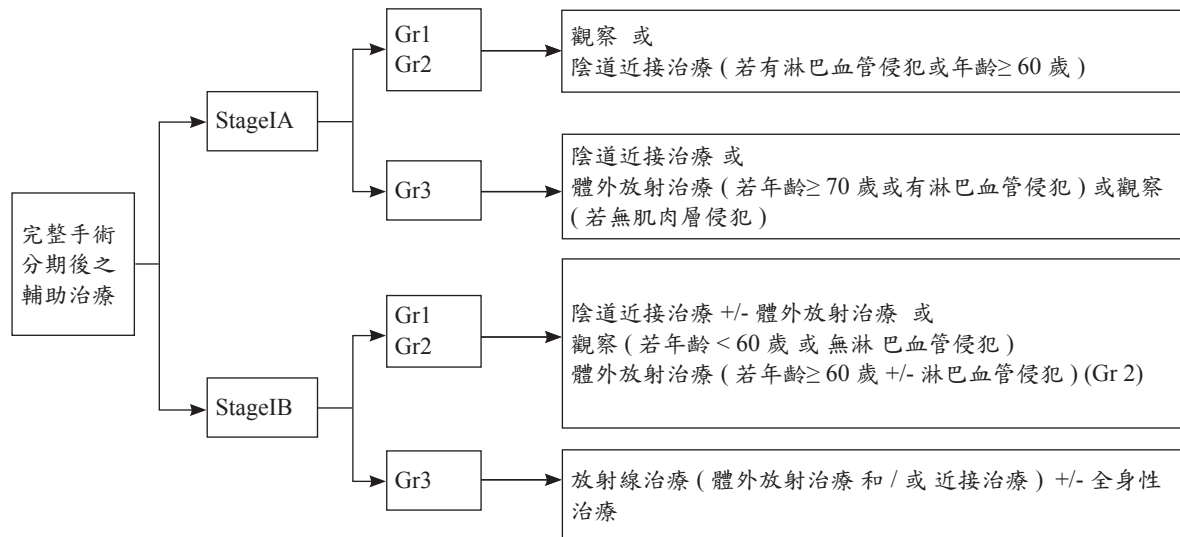 完整手術
分期後之
輔助治療
StageIA
Gr1
Gr2
觀察 或
陰道近接治療 ( 若有淋巴血管侵犯或年齡≥ 60 歲 )
Gr3
陰道近接治療 或
體外放射治療 ( 若年齡≥ 70 歲或有淋巴血管侵犯 ) 或觀察
( 若無肌肉層侵犯 )
StageIB
Gr1
Gr2
陰道近接治療 +/- 體外放射治療 或
觀察 ( 若年齡 < 60 歲 或 無淋 巴血管侵犯 )
體外放射治療 ( 若年齡≥ 60 歲 +/- 淋巴血管侵犯 ) (Gr 2)
Gr3
放射線治療 ( 體外放射治療 和 / 或 近接治療 ) +/- 全身性
治療